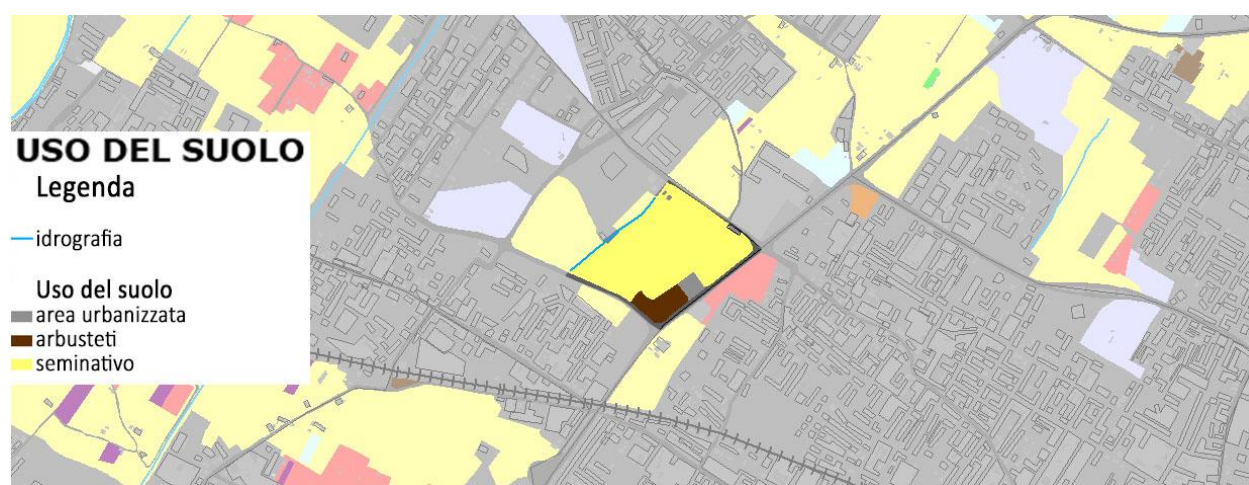 USO DEL SUOLO
Legenda
idrografia
Uso del suolo
area urbanizzata
arbusteti
seminativo